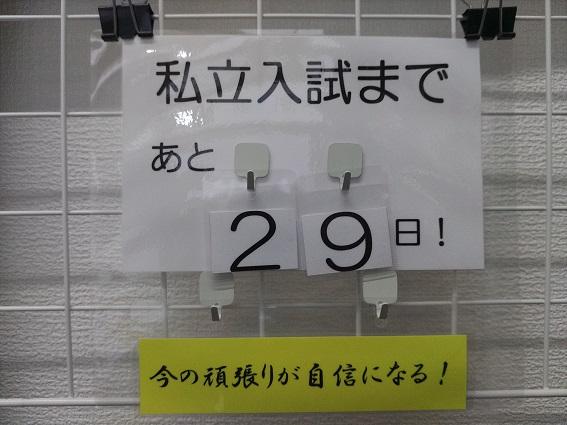 私立入試まで
あと
29日！
今の頑張りが自信になる！